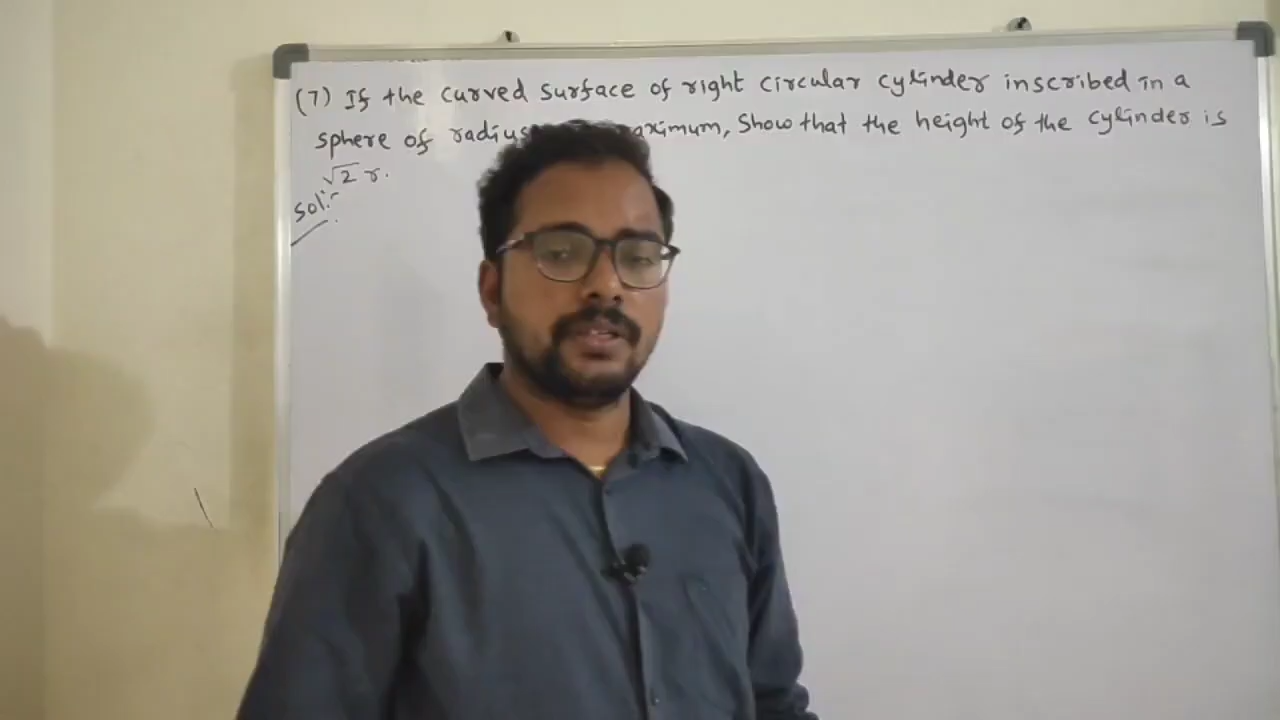 (7) If the curved surface of right circular cylinder inscribed in a
sphere of radius maximum, Show that the height of the cylinder is
√2 r.
Sol:-